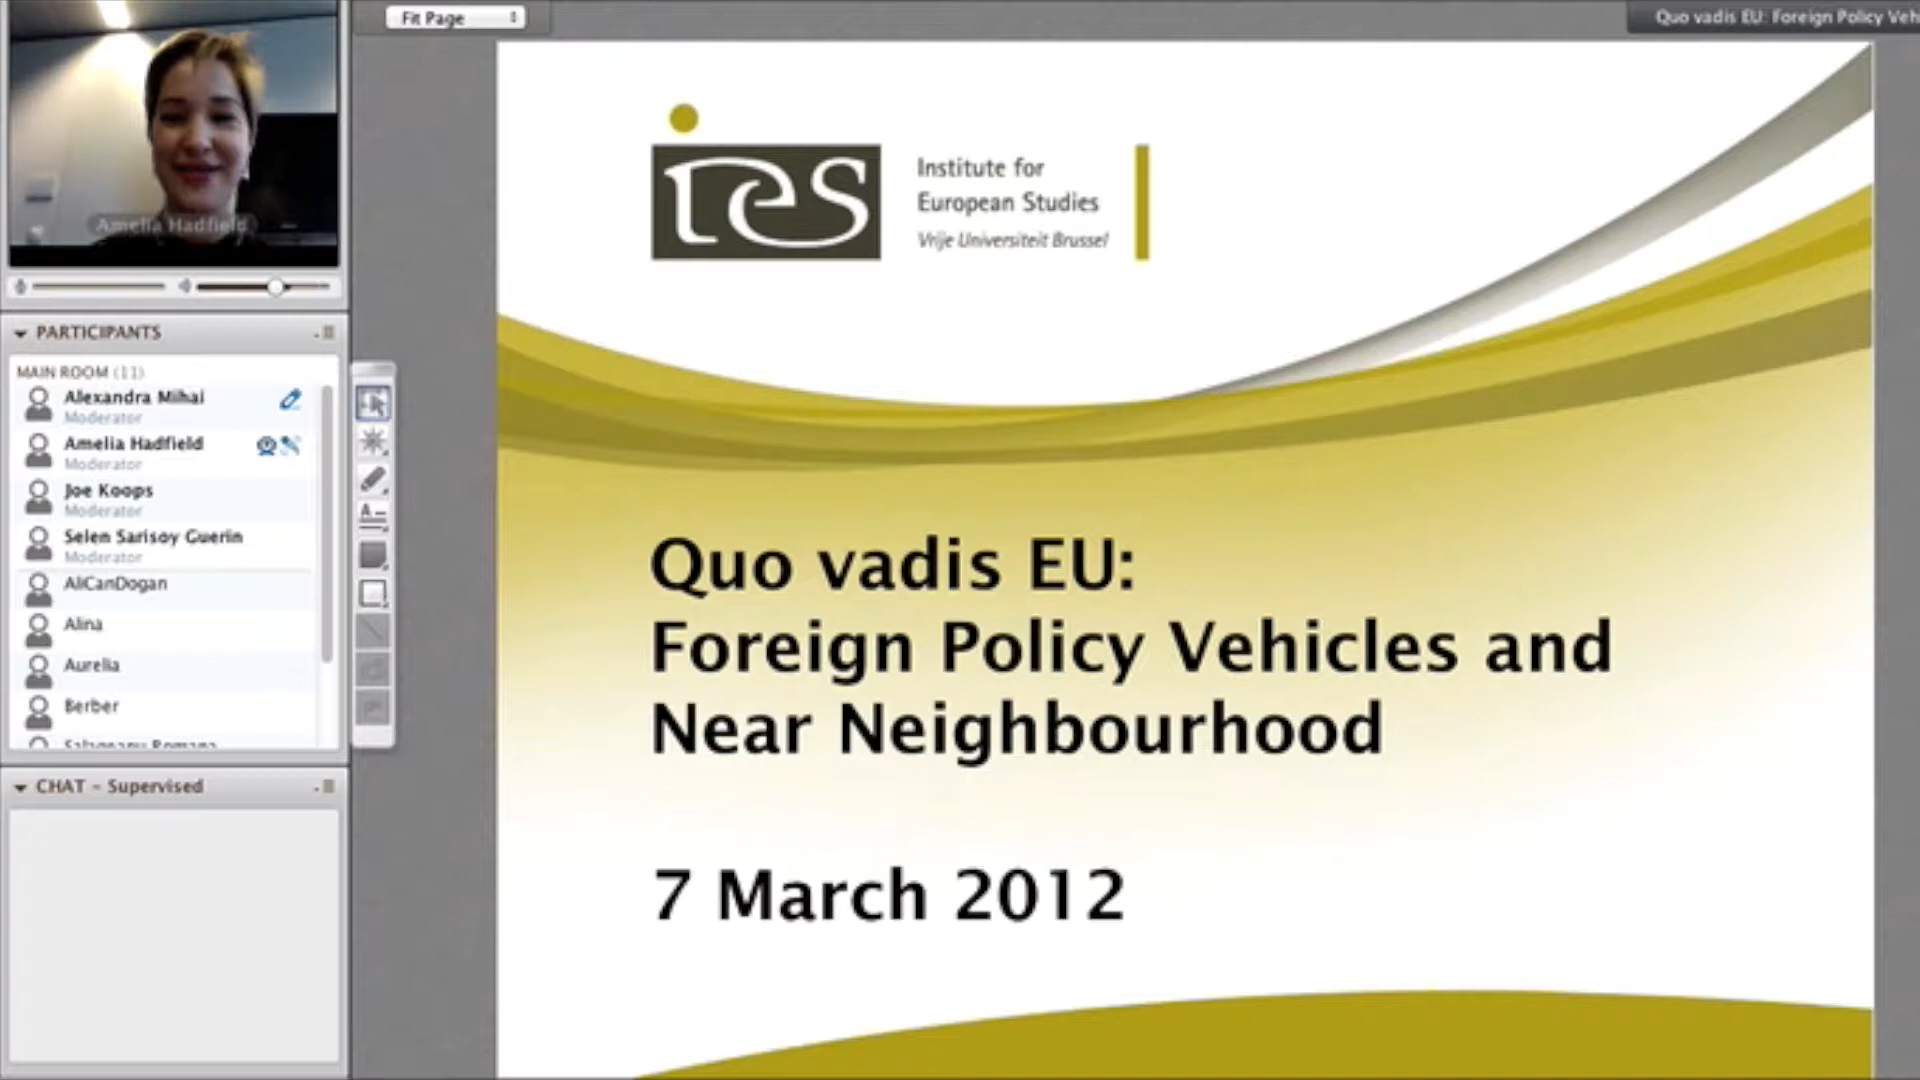 Fit Page
Quo vadis EU: Foreign Policy Veh
Amelia Hadfield
PARTICIPANTS
MAIN ROOM (11)
Alexandra Mihai
Moderator
Amelia Hadfield
Moderator
Joe Koops
Moderator
Selen Sarisoy Guerin
Moderator
AliCanDogan
Alina
Aurelia
Berber
Salageanu Romana
CHAT - Supervised
ies
Institute for
European Studies
Vrije Universiteit Brussel
Quo vadis EU:
Foreign Policy Vehicles and
Near Neighbourhood
7 March 2012